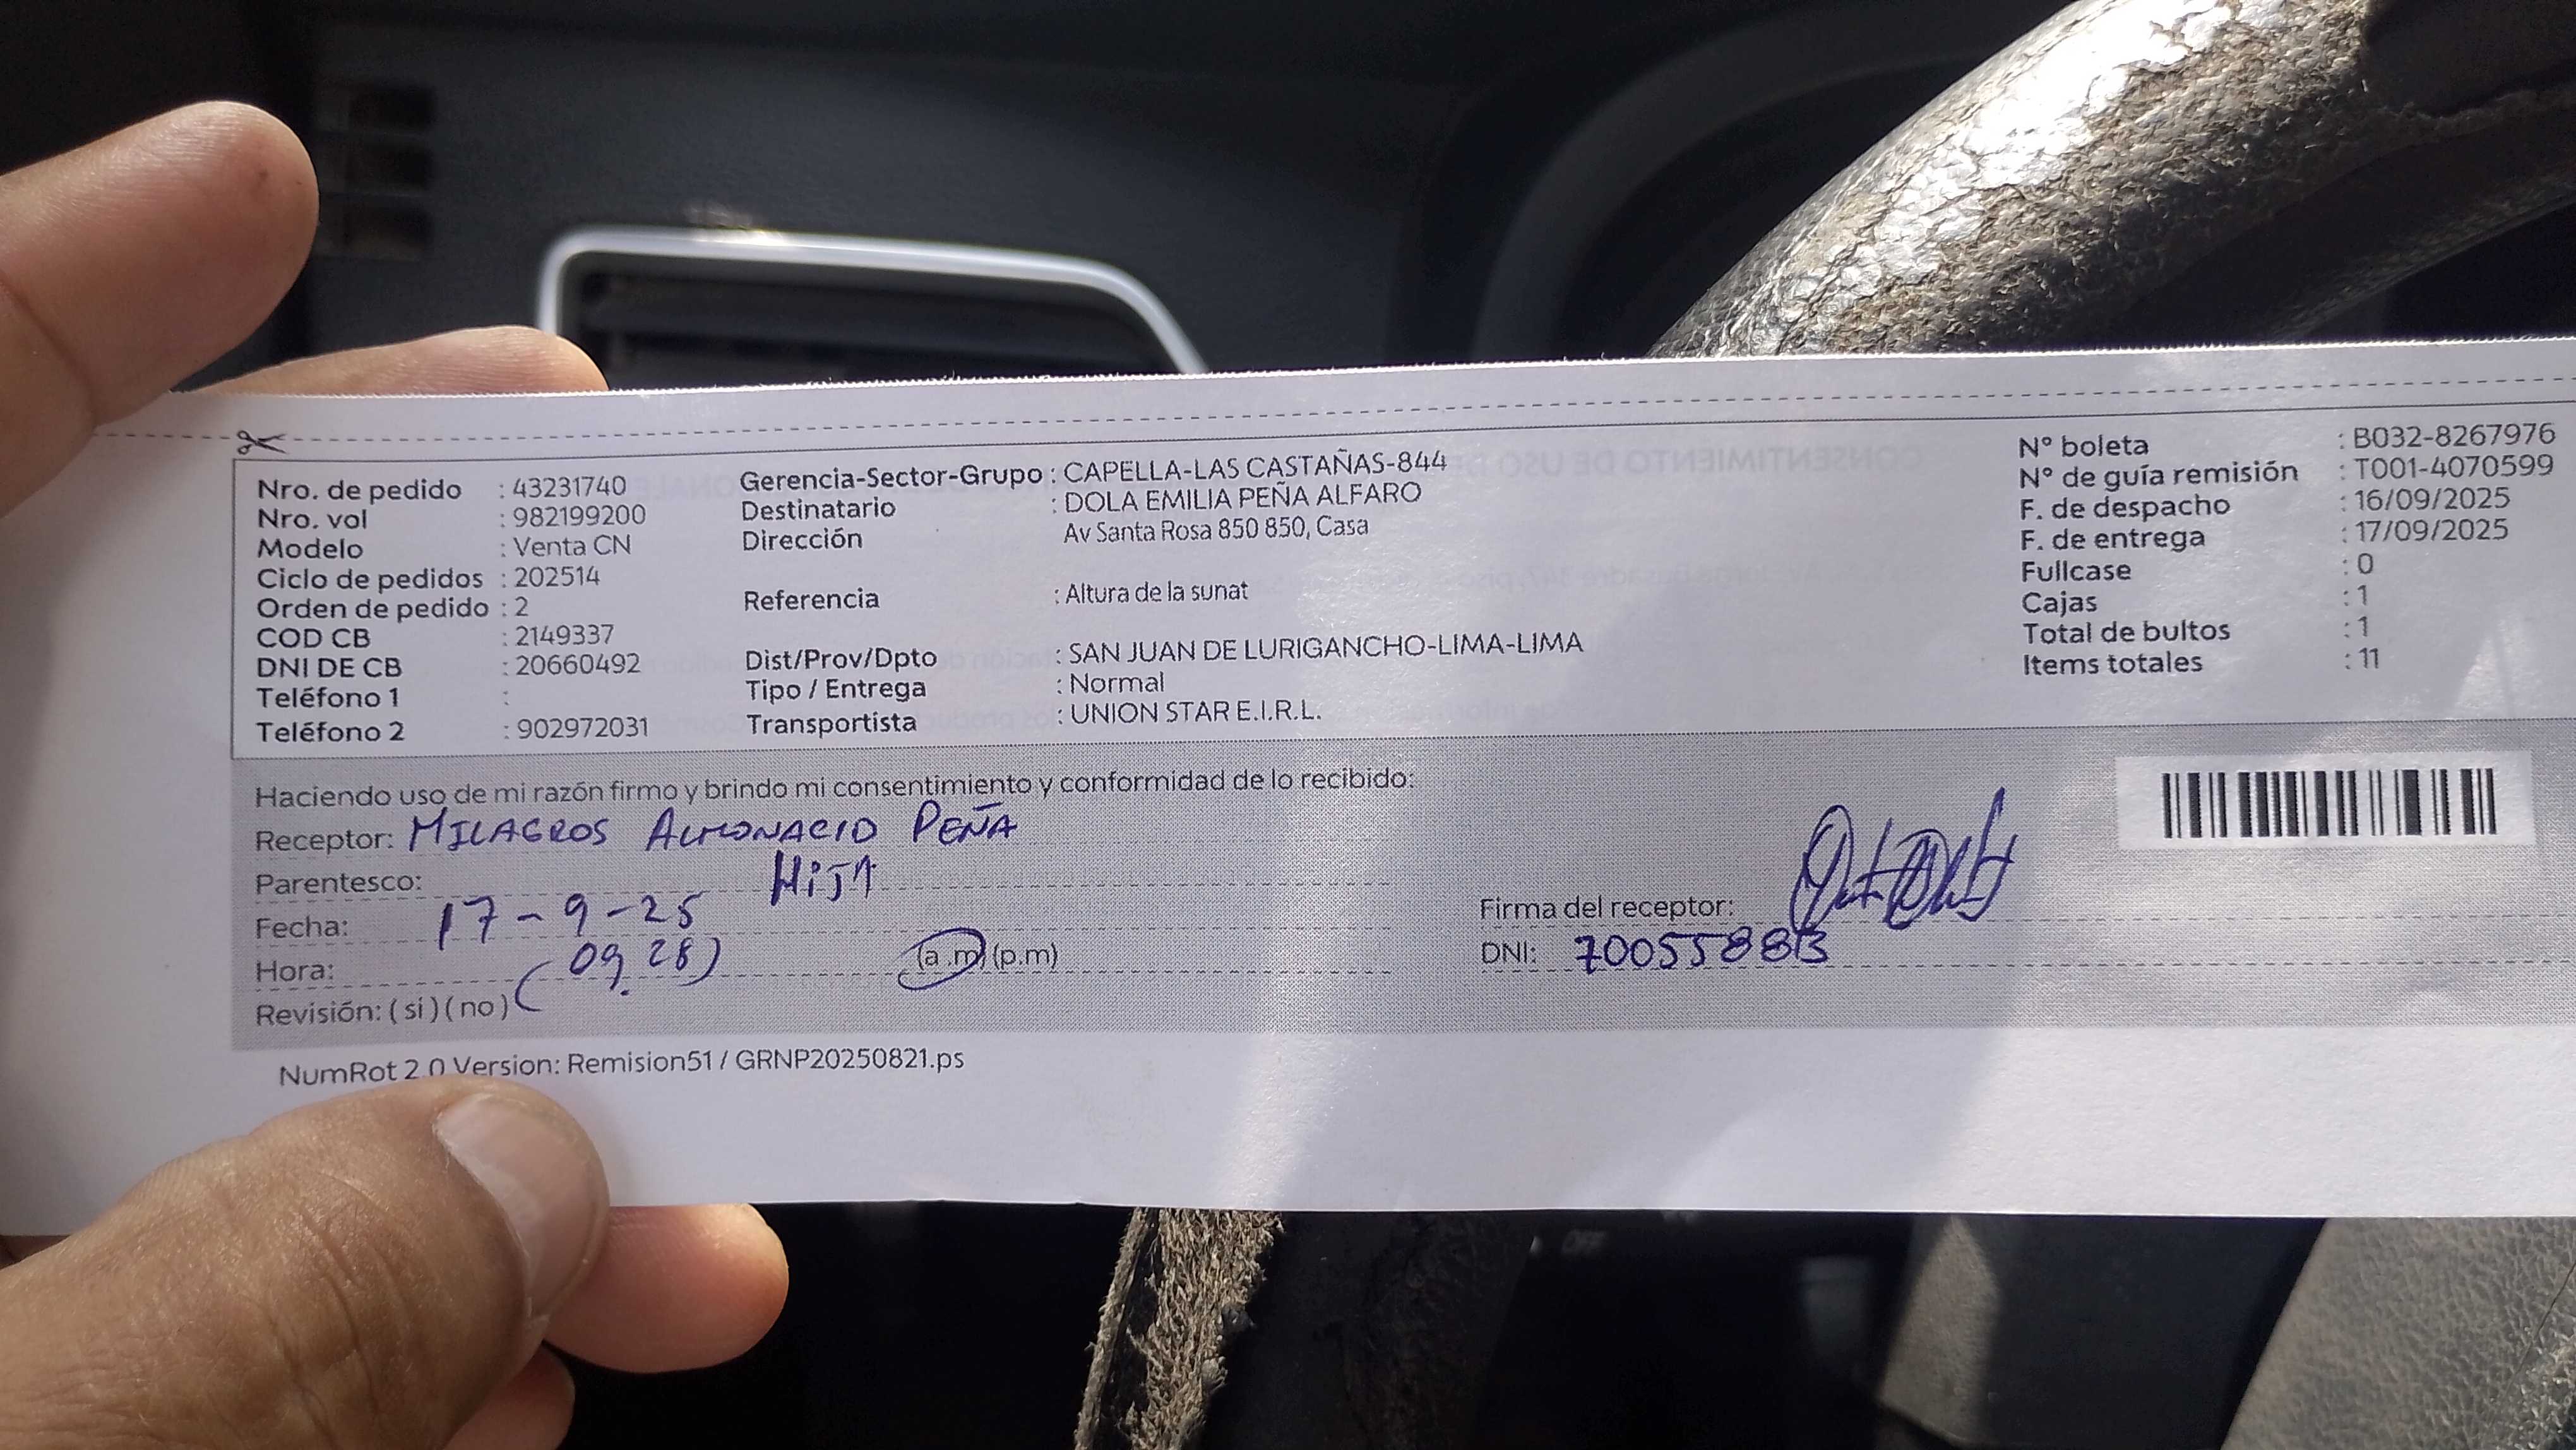 Nro. de pedido : 43231740
Nro. vol : 982199200
Modelo : Venta CN
Ciclo de pedidos : 202514
Orden de pedido : 2
COD CB : 2149337
DNI DE CB : 20660492
Teléfono 1 :
Teléfono 2 : 902972031
Gerencia-Sector-Grupo : CAPELLA-LAS CASTAÑAS-844
Destinatario : DOLA EMILIA PEÑA ALFARO
Dirección Av Santa Rosa 850 850, Casa
Referencia : Altura de la sunat
Dist/Prov/Dpto : SAN JUAN DE LURIGANCHO-LIMA-LIMA
Tipo / Entrega : Normal
Transportista : UNION STAR E.I.R.L.
N° boleta : B032-8267976
N° de guía remisión : T001-4070599
F. de despacho : 16/09/2025
F. de entrega : 17/09/2025
Fullcase : 0
Cajas : 1
Total de bultos : 1
Items totales : 11
Haciendo uso de mi razón firmo y brindo mi consentimiento y conformidad de lo recibido:
Receptor: MILAGROS ALMONACID PEÑA
Parentesco: HijA
Fecha: 17-9-25
Hora: (09.28) (a .m) (p.m)
Revisión: ( si ) ( no )
Firma del receptor:
DNI: 70055883
NumRot 2.0 Version: Remision51 / GRNP20250821.ps